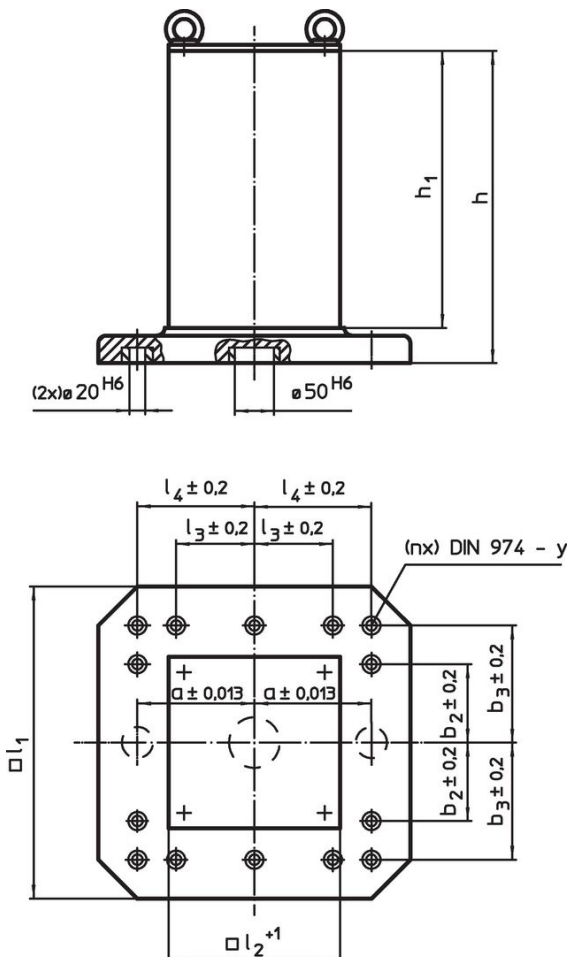 h₁
h
(2x)ø20 H6
ø50 H6
l₄ ± 0,2
l₄ ± 0,2
l₃ ± 0,2
l₃ ± 0,2
(nx) DIN 974 - y
a ± 0,013
a ± 0,013
b₂ ± 0,2
b₃ ± 0,2
□ l₁
b₂ ± 0,2
b₃ ± 0,2
□ l₂ +1